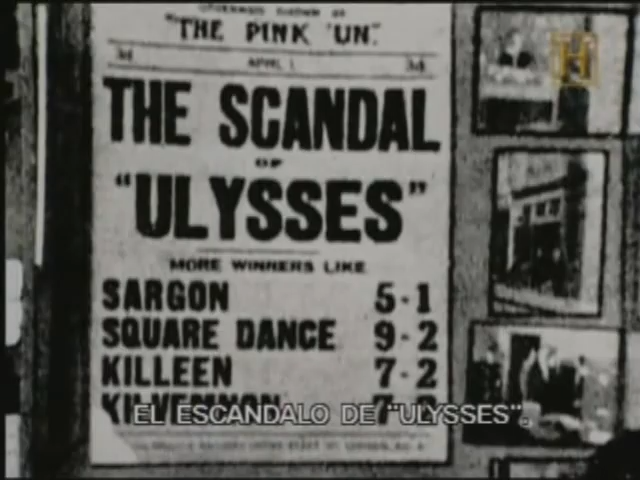 "THE PINK 'UN."
APRIL 1
THE SCANDAL
OF
"ULYSSES"
MORE WINNERS LIKE
SARGON 5-1
SQUARE DANCE 9-2
KILLEEN 7-2
EL ESCANDALO DE "ULYSSES".
H